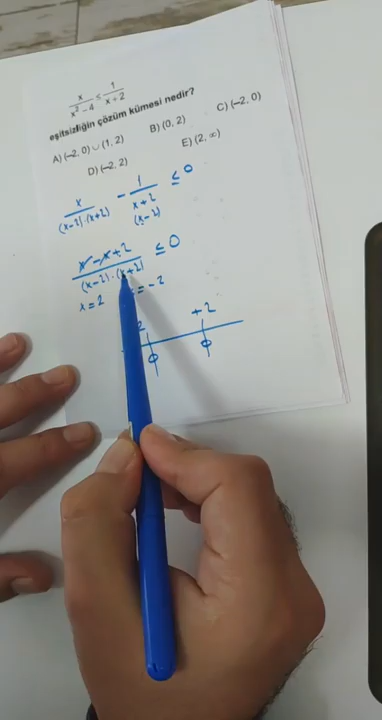 x/(x²-4) ≤ 1/(x+2)
eşitsizliğin çözüm kümesi nedir?
A) (-2, 0) ∪ (1, 2) B) (0, 2) C) (-2, 0)
D) (-2, 2) E) (2, ∞)
x/((x-2)·(x+2)) - 1/(x+2) ≤ 0
(x-2)
x-x+2/((x-2)·(x+2)) ≤ 0
x=2 =-2
2 +2